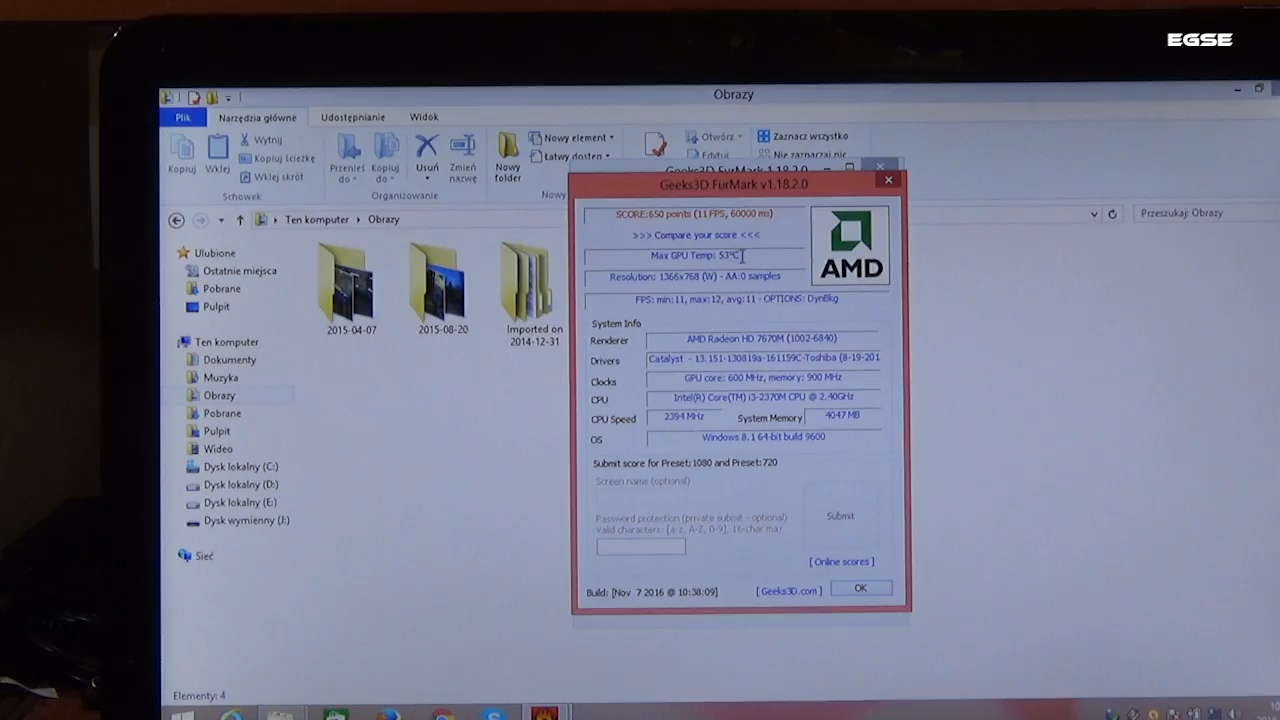 EGSE
Obrazy
Plik
Narzędzia główne
Udostępnianie
Widok
Kopiuj
Wklej
Wytnij
Kopiuj ścieżkę
Wklej skrót
Schowek
Przenieś do
Kopiuj do
Usuń
Zmień nazwę
Organizowanie
Nowy folder
Nowy element
Łatwy dostęp
Otwórz
Edytuj
Zaznacz wszystko
Nie zaznaczaj nic
Ten komputer
Obrazy
Przeszukaj: Obrazy
Ulubione
Ostatnie miejsca
Pobrane
Pulpit
Ten komputer
Dokumenty
Muzyka
Obrazy
Pobrane
Pulpit
Wideo
Dysk lokalny (C:)
Dysk lokalny (D:)
Dysk lokalny (E:)
Dysk wymienny (J:)
Sieć
2015-04-07
2015-08-20
Imported on
2014-12-31
Elementy: 4
Geeks3D FurMark 1.18.2.0
Geeks3D FurMark v1.18.2.0
SCORE:650 points (11 FPS, 60000 ms)
>>> Compare your score <<<
Max GPU Temp: 53°C
Resolution: 1366x768 (W) - AA:0 samples
FPS: min:11, max:12, avg:11 - OPTIONS: DynBkg
AMD
System Info
Renderer AMD Radeon HD 7670M (1002-6840)
Drivers Catalyst - 13.151-130819a-161159C-Toshiba (8-19-201
Clocks GPU core: 600 MHz, memory: 900 MHz
CPU Intel(R) Core(TM) i3-2370M CPU @ 2.40GHz
CPU Speed 2394 MHz System Memory 4047 MB
OS Windows 8.1 64-bit build 9600
Submit score for Preset:1080 and Preset:720
Screen name (optional)
Password protection (private submit - optional)
Valid characters: [a-z, A-Z, 0-9], 16-char max
Submit
[ Online scores ]
Build: [Nov 7 2016 @ 10:38:09]
[ Geeks3D.com ]
OK